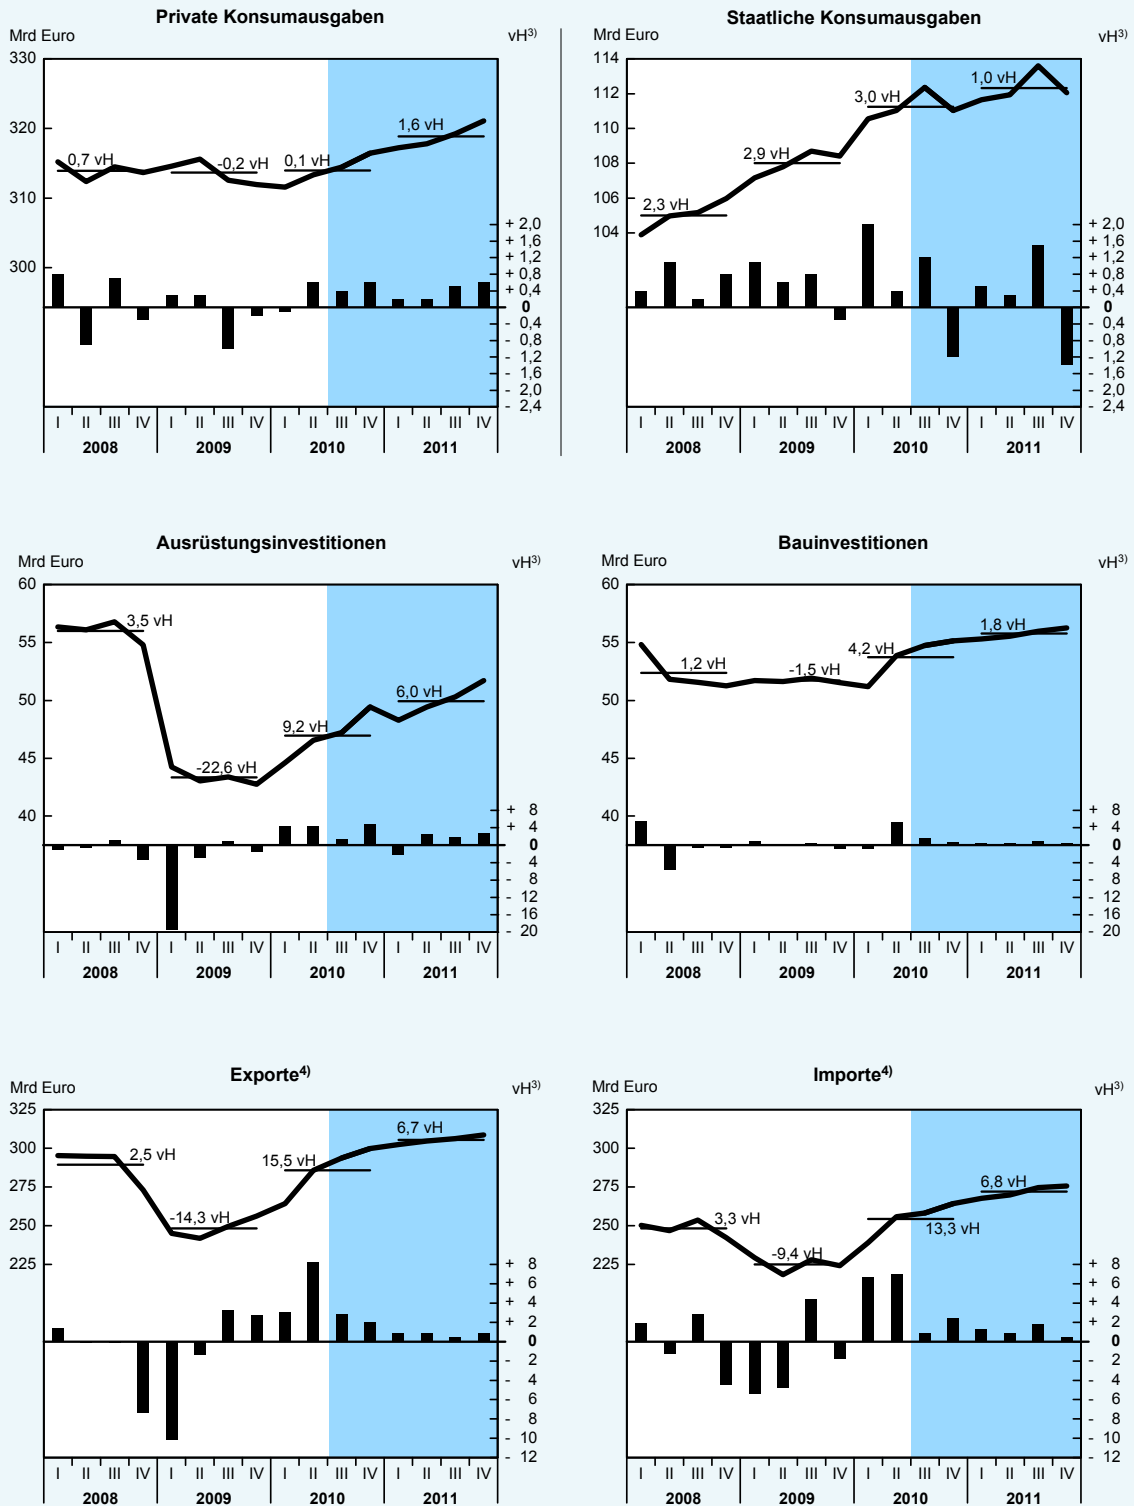 Private Konsumausgaben
Mrd Euro vH3)
330
320
310
300
0,7 vH
-0,2 vH
0,1 vH
1,6 vH
+ 2,0
+ 1,6
+ 1,2
+ 0,8
+ 0,4
0
- 0,4
- 0,8
- 1,2
- 1,6
- 2,0
- 2,4
I II III IV I II III IV I II III IV I II III IV
2008 2009 2010 2011
Staatliche Konsumausgaben
Mrd Euro vH3)
114
112
110
108
106
104
2,3 vH
2,9 vH
3,0 vH
1,0 vH
+ 2,0
+ 1,6
+ 1,2
+ 0,8
+ 0,4
0
- 0,4
- 0,8
- 1,2
- 1,6
- 2,0
- 2,4
I II III IV I II III IV I II III IV I II III IV
2008 2009 2010 2011
Ausrüstungsinvestitionen
Mrd Euro vH3)
60
55
50
45
40
3,5 vH
-22,6 vH
9,2 vH
6,0 vH
+ 8
+ 4
0
- 4
- 8
- 12
- 16
- 20
I II III IV I II III IV I II III IV I II III IV
2008 2009 2010 2011
Bauinvestitionen
Mrd Euro vH3)
60
55
50
45
40
1,2 vH
-1,5 vH
4,2 vH
1,8 vH
+ 8
+ 4
0
- 4
- 8
- 12
- 16
- 20
I II III IV I II III IV I II III IV I II III IV
2008 2009 2010 2011
Exporte4)
Mrd Euro vH3)
325
300
275
250
225
2,5 vH
-14,3 vH
15,5 vH
6,7 vH
+ 8
+ 6
+ 4
+ 2
0
- 2
- 4
- 6
- 8
- 10
- 12
I II III IV I II III IV I II III IV I II III IV
2008 2009 2010 2011
Importe4)
Mrd Euro vH3)
325
300
275
250
225
3,3 vH
-9,4 vH
13,3 vH
6,8 vH
+ 8
+ 6
+ 4
+ 2
0
- 2
- 4
- 6
- 8
- 10
- 12
I II III IV I II III IV I II III IV I II III IV
2008 2009 2010 2011